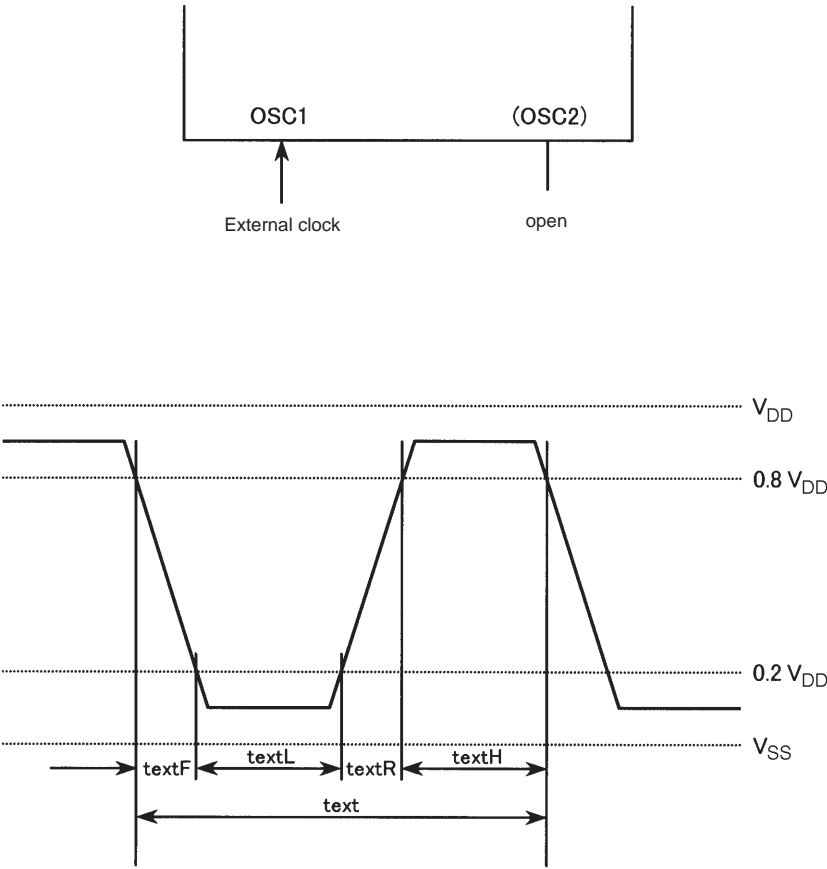 OSC1 (OSC2)
External clock open
VDD
0.8 VDD
0.2 VDD
VSS
textF textL textR textH
text